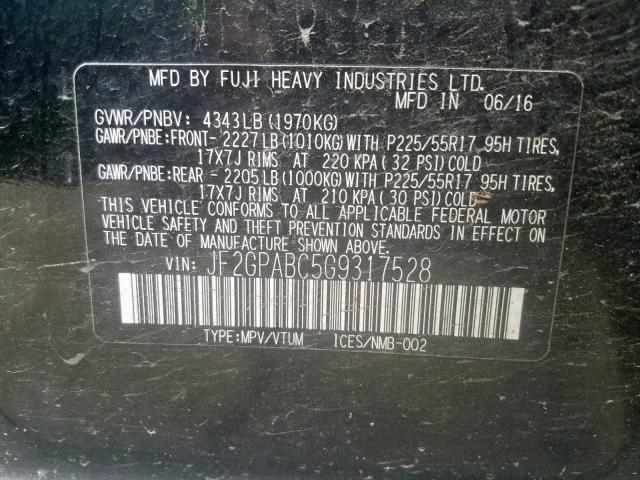 MFD BY FUJI HEAVY INDUSTRIES LTD.
MFD IN 06/16
GVWR/PNBV: 4343LB(1970KG)
GAWR/PNBE:FRONT- 2227LB(1010KG)WITH P225/55R17 95H TIRES,
17X7J RIMS AT 220 KPA(32 PSI)COLD
GAWR/PNBE:REAR - 2205LB(1000KG)WITH P225/55R17 95H TIRES,
17X7J RIMS AT 210 KPA(30 PSI)COLD
THIS VEHICLE CONFORMS TO ALL APPLICABLE FEDERAL MOTOR
VEHICLE SAFETY AND THEFT PREVENTION STANDARDS IN EFFECT ON
THE DATE OF MANUFACTURE SHOWN ABOVE.
VIN: JF2GPABC5G9317528
TYPE:MPV/VTUM ICES/NMB-002